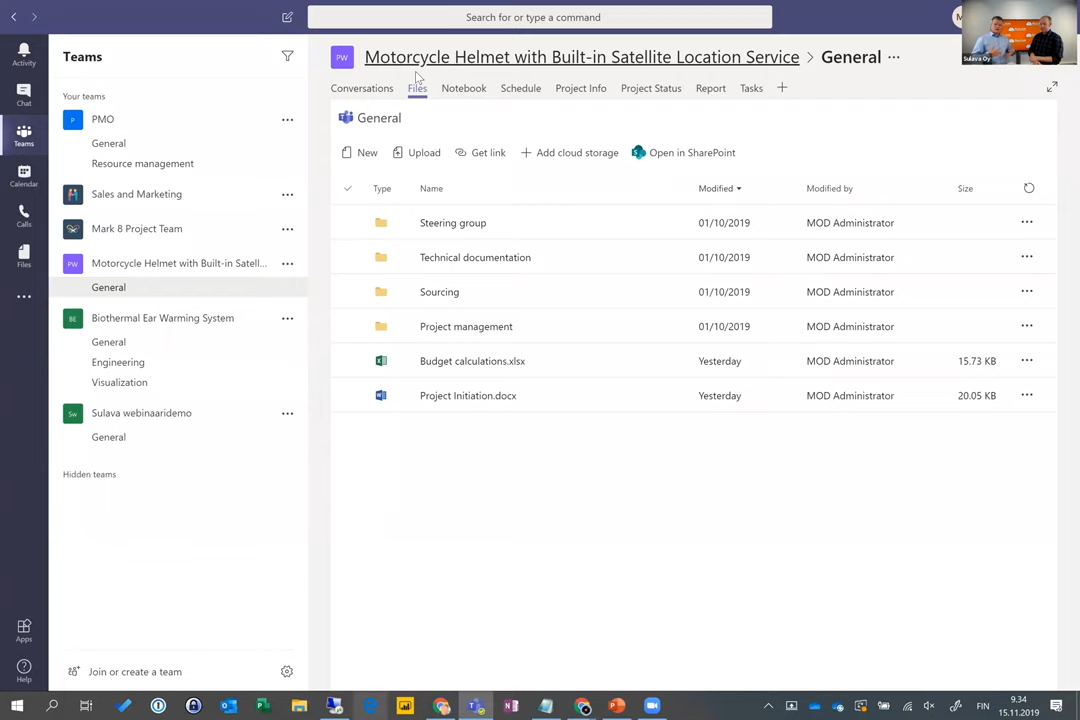 Search for or type a command
Sulava Oy
Activity
Chat
Teams
Calendar
Calls
Files
Apps
Help
Teams
Your teams
P PMO
General
Resource management
Sales and Marketing
Mark 8 Project Team
PW Motorcycle Helmet with Built-in Satell...
General
BE Biothermal Ear Warming System
General
Engineering
Visualization
Sw Sulava webinaaridemo
General
Hidden teams
Join or create a team
PW Motorcycle Helmet with Built-in Satellite Location Service > General ...
Conversations Files Notebook Schedule Project Info Project Status Report Tasks +
General
New Upload Get link + Add cloud storage Open in SharePoint
Type Name Modified Modified by Size
Steering group 01/10/2019 MOD Administrator
Technical documentation 01/10/2019 MOD Administrator
Sourcing 01/10/2019 MOD Administrator
Project management 01/10/2019 MOD Administrator
Budget calculations.xlsx Yesterday MOD Administrator 15.73 KB
Project Initiation.docx Yesterday MOD Administrator 20.05 KB
FIN
9.34
15.11.2019